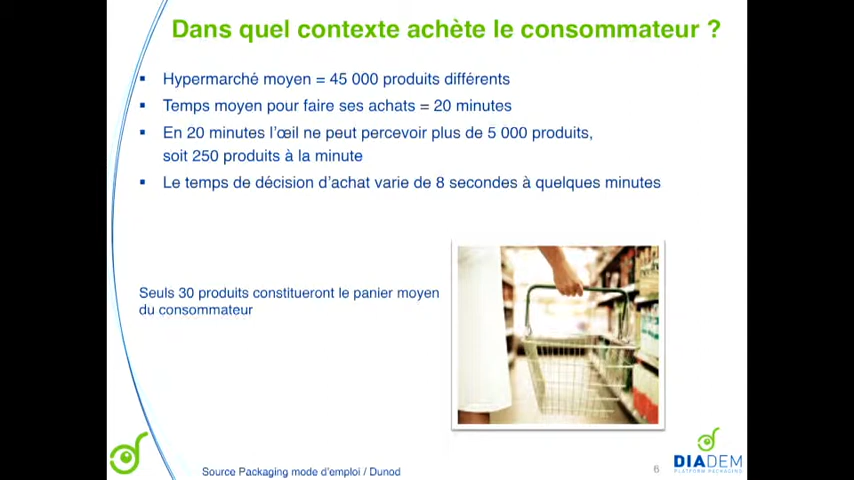 Dans quel contexte achète le consommateur ?
▪ Hypermarché moyen = 45 000 produits différents
▪ Temps moyen pour faire ses achats = 20 minutes
▪ En 20 minutes l'œil ne peut percevoir plus de 5 000 produits,
soit 250 produits à la minute
▪ Le temps de décision d'achat varie de 8 secondes à quelques minutes
Seuls 30 produits constitueront le panier moyen
du consommateur
Source Packaging mode d'emploi / Dunod
6
DIADEM
PLATFORM PACKAGING